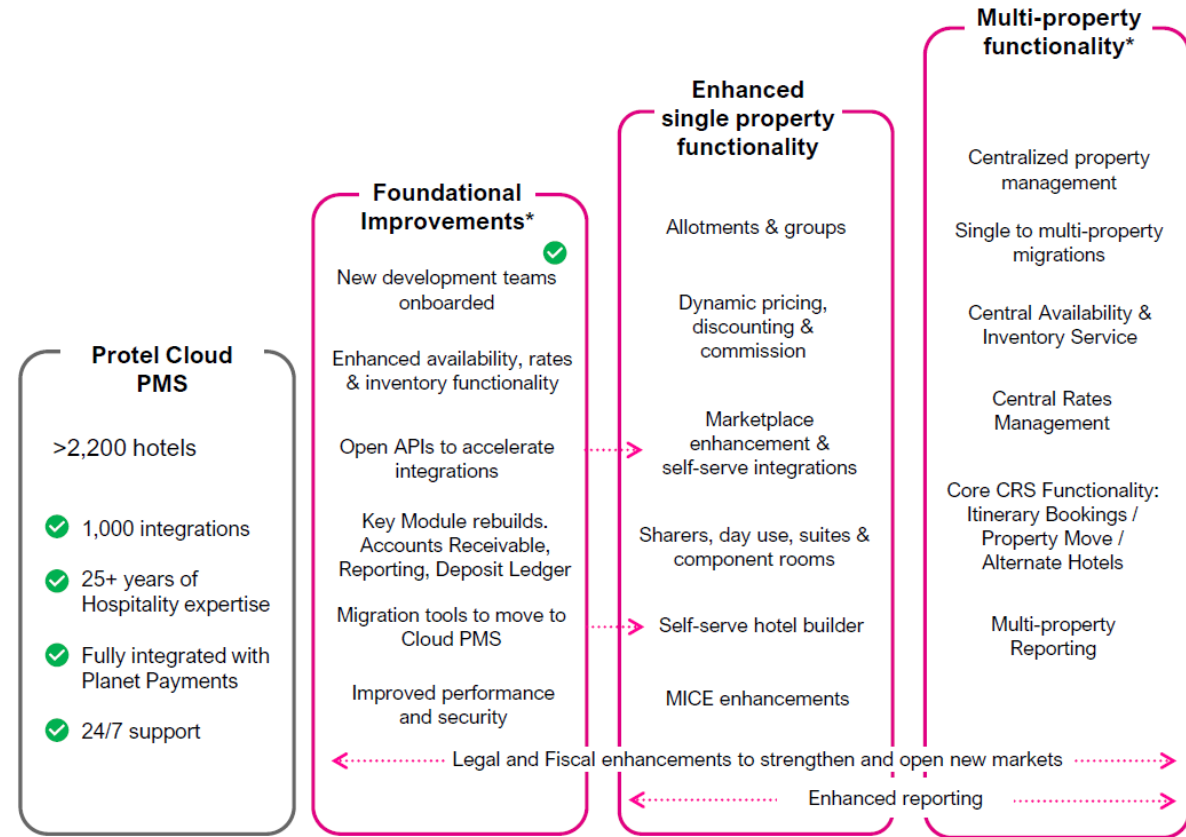 Protel Cloud
PMS
>2,200 hotels
1,000 integrations
25+ years of
Hospitality expertise
Fully integrated with
Planet Payments
24/7 support
Foundational
Improvements*
New development teams
onboarded
Enhanced availability, rates
& inventory functionality
Open APIs to accelerate
integrations
Key Module rebuilds.
Accounts Receivable,
Reporting, Deposit Ledger
Migration tools to move to
Cloud PMS
Improved performance
and security
Enhanced
single property
functionality
Allotments & groups
Dynamic pricing,
discounting &
commission
Marketplace
enhancement &
self-serve integrations
Sharers, day use, suites &
component rooms
Self-serve hotel builder
MICE enhancements
Multi-property
functionality*
Centralized property
management
Single to multi-property
migrations
Central Availability &
Inventory Service
Central Rates
Management
Core CRS Functionality:
Itinerary Bookings /
Property Move /
Alternate Hotels
Multi-property
Reporting
Legal and Fiscal enhancements to strengthen and open new markets
Enhanced reporting